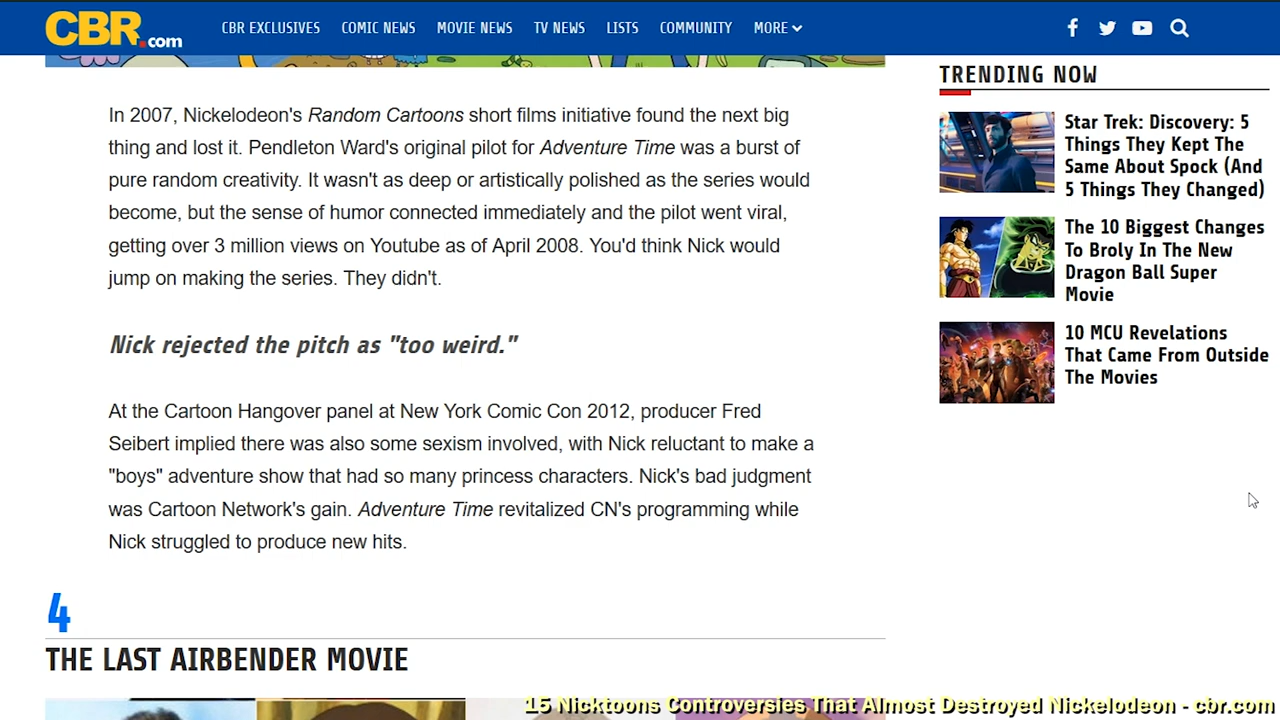 CBR.com
CBR EXCLUSIVES COMIC NEWS MOVIE NEWS TV NEWS LISTS COMMUNITY MORE
In 2007, Nickelodeon's Random Cartoons short films initiative found the next big
thing and lost it. Pendleton Ward's original pilot for Adventure Time was a burst of
pure random creativity. It wasn't as deep or artistically polished as the series would
become, but the sense of humor connected immediately and the pilot went viral,
getting over 3 million views on Youtube as of April 2008. You'd think Nick would
jump on making the series. They didn't.
Nick rejected the pitch as "too weird."
At the Cartoon Hangover panel at New York Comic Con 2012, producer Fred
Seibert implied there was also some sexism involved, with Nick reluctant to make a
"boys" adventure show that had so many princess characters. Nick's bad judgment
was Cartoon Network's gain. Adventure Time revitalized CN's programming while
Nick struggled to produce new hits.
4
THE LAST AIRBENDER MOVIE
TRENDING NOW
Star Trek: Discovery: 5
Things They Kept The
Same About Spock (And
5 Things They Changed)
The 10 Biggest Changes
To Broly In The New
Dragon Ball Super
Movie
10 MCU Revelations
That Came From Outside
The Movies
15 Nicktoons Controversies That Almost Destroyed Nickelodeon - cbr.com